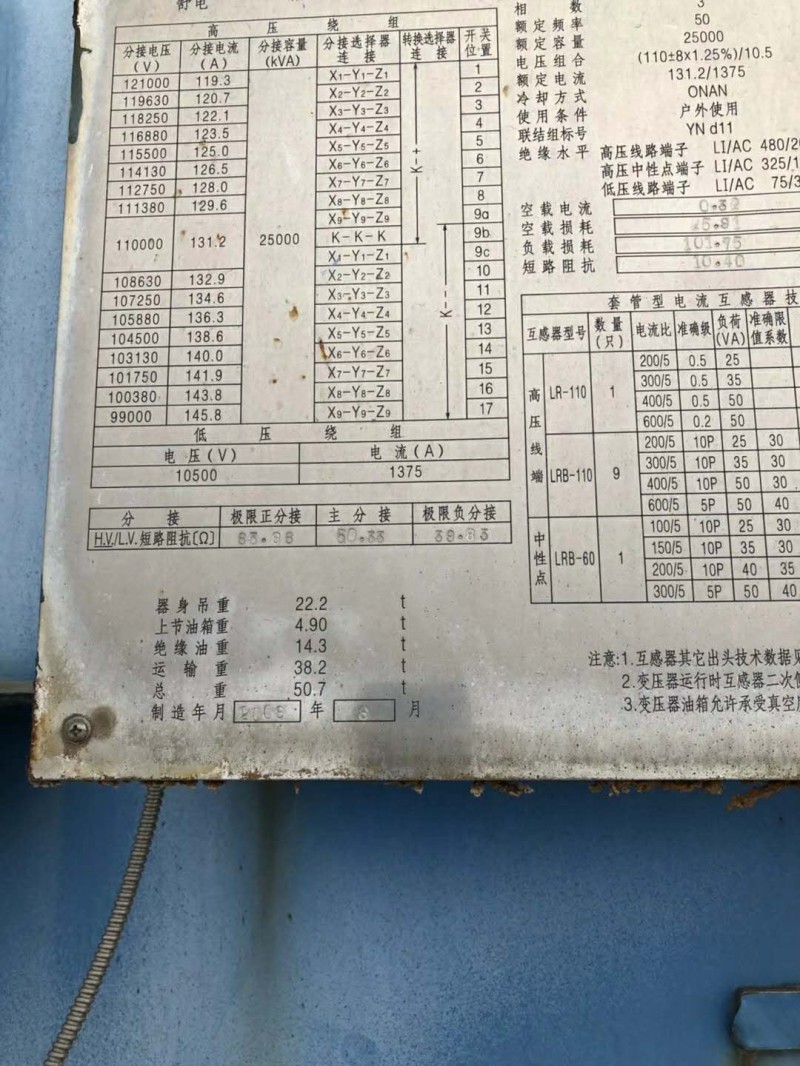 舒电
高 压 绕 组
分接电压(V) 分接电流(A) 分接容量(kVA) 分接选择器连接 转换选择器连接 开关位置
121000 119.3 X1-Y1-Z1 1
119630 120.7 X2-Y2-Z2 2
118250 122.1 X3-Y3-Z3 3
116880 123.5 X4-Y4-Z4 4
115500 125.0 X5-Y5-Z5 5
114130 126.5 X6-Y6-Z6 6
112750 128.0 X7-Y7-Z7 7
111380 129.6 X8-Y8-Z8 8
X9-Y9-Z9 9a
110000 131.2 25000 K-K-K 9b
X1-Y1-Z1 9c
108630 132.9 X2-Y2-Z2 10
107250 134.6 X3-Y3-Z3 11
105880 136.3 X4-Y4-Z4 12
104500 138.6 X5-Y5-Z5 13
103130 140.0 X6-Y6-Z6 14
101750 141.9 X7-Y7-Z7 15
100380 143.8 X8-Y8-Z8 16
99000 145.8 X9-Y9-Z9 17
K-+
K--
低 压 绕 组
电压(V) 电流(A)
10500 1375
分 接 极限正分接 主 分 接 极限负分接
H.V./L.V.短路阻抗[Ω] 50.33
器身吊重 22.2 t
上节油箱重 4.90 t
绝缘油重 14.3 t
运 输 重 38.2 t
总 重 50.7 t
制造年月 年 月
相 数 3
额定频率 50
额定容量 25000
电压组合 (110±8x1.25%)/10.5
额定电流 131.2/1375
冷却方式 ONAN
使用条件 户外使用
联结组标号 YN d11
绝缘水平 高压线路端子 LI/AC 480/
高压中性点端子 LI/AC 325/
低压线路端子 LI/AC 75/
空载电流 0.32
空载损耗
负载损耗 101.75
短路阻抗 10.40
套管型电流互感器技
互感器型号 数量(只) 电流比 准确级 负荷(VA) 准确限值系数
200/5 0.5 25
300/5 0.5 35
高压线端 LR-110 1 400/5 0.5 50
600/5 0.2 50
200/5 10P 25 30
300/5 10P 35 30
LRB-110 9 400/5 10P 50 30
600/5 5P 50 40
100/5 10P 25 30
中性点 LRB-60 1 150/5 10P 35 30
200/5 10P 40 35
300/5 5P 50 40
注意:1.互感器其它出头技术数据见
2.变压器运行时互感器二次
3.变压器油箱允许承受真空